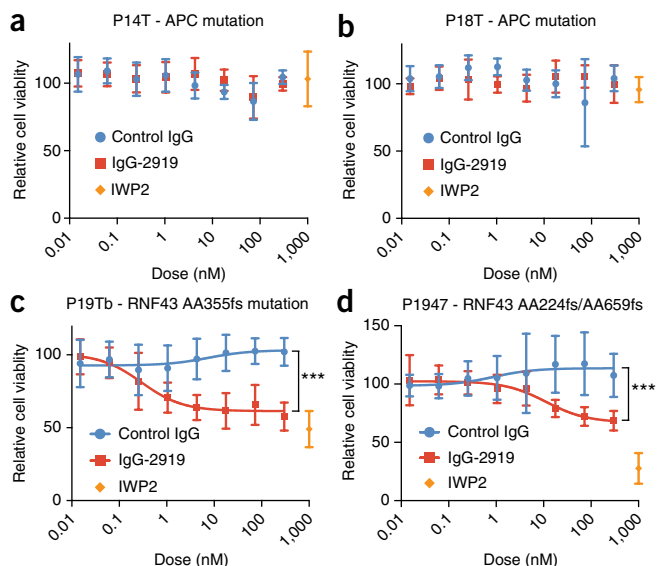 a
P14T - APC mutation
Relative cell viablity
100
50
0
Control IgG
IgG-2919
IWP2
0.01
0.1
1
10
100
1,000
Dose (nM)
b
P18T - APC mutation
Relative cell viablity
100
50
0
Control IgG
IgG-2919
IWP2
0.01
0.1
1
10
100
1,000
Dose (nM)
c
P19Tb - RNF43 AA355fs mutation
Relative cell viablity
100
50
0
***
Control IgG
IgG-2919
IWP2
0.01
0.1
1
10
100
1,000
Dose (nM)
d
P1947 - RNF43 AA224fs/AA659fs
Relative cell viablity
150
100
50
0
***
Control IgG
IgG-2919
IWP2
0.01
0.1
1
10
100
1,000
Dose (nM)